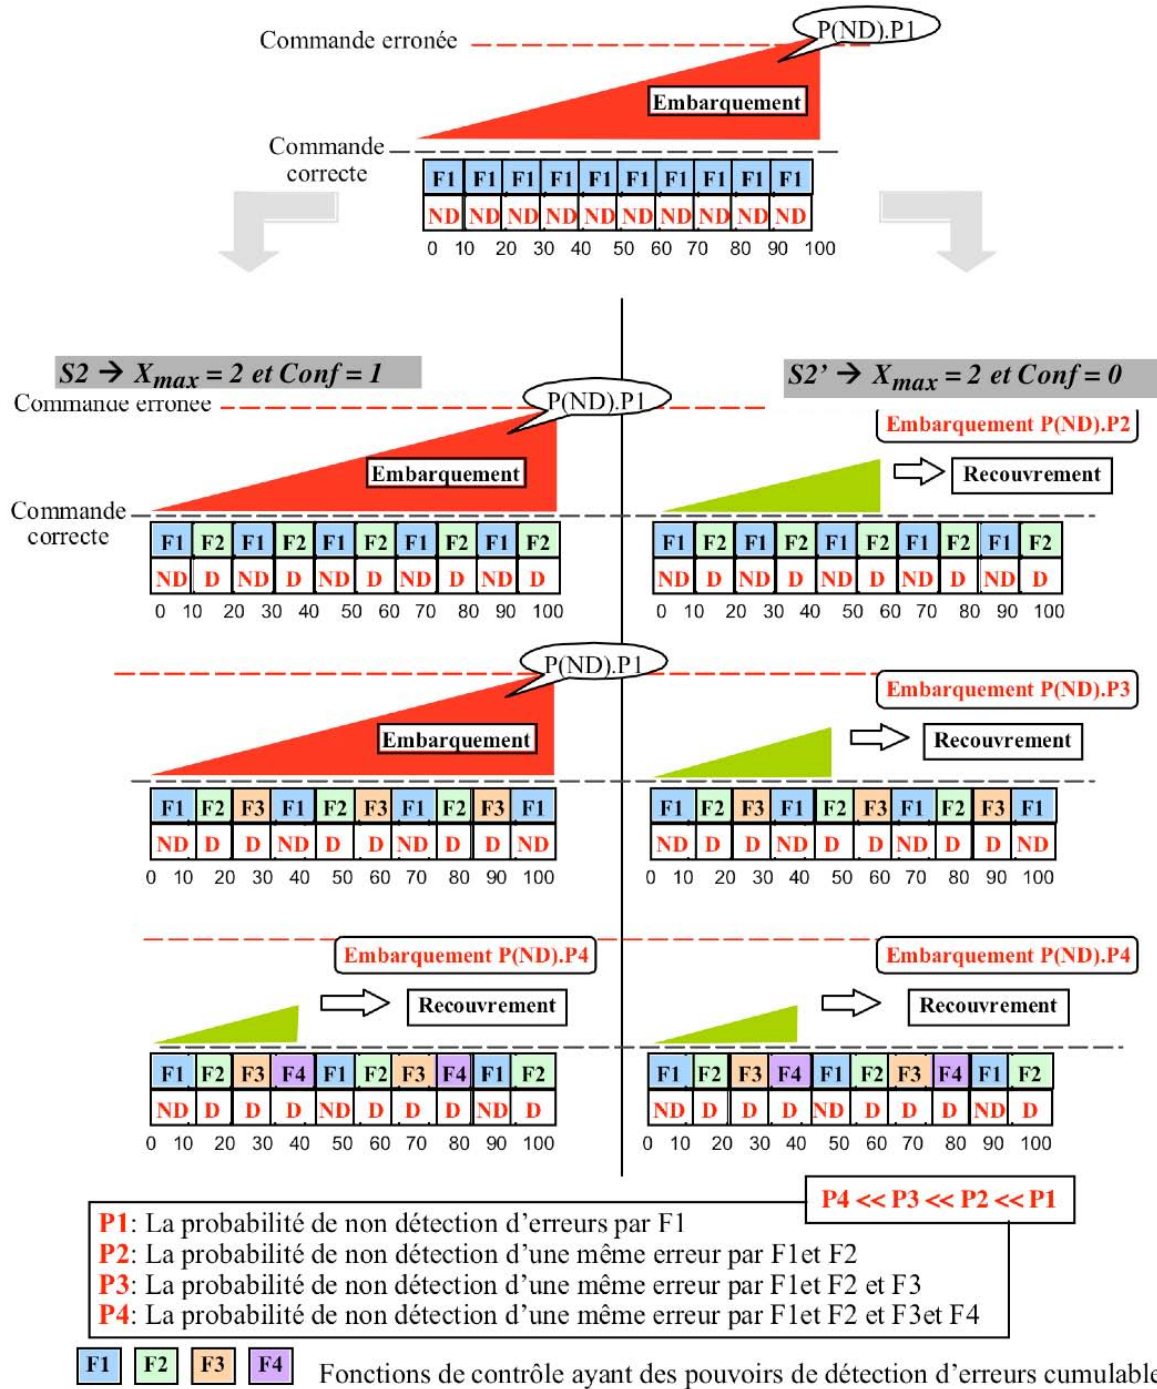 P(ND).P1
Commande erronée
Embarquement
Commande
correcte
F1 F1 F1 F1 F1 F1 F1 F1 F1 F1
ND ND ND ND ND ND ND ND ND ND
0 10 20 30 40 50 60 70 80 90 100
S2 → Xmax = 2 et Conf = 1
Commande erronée
P(ND).P1
Embarquement
Commande
correcte
F1 F2 F1 F2 F1 F2 F1 F2 F1 F2
ND D ND D ND D ND D ND D
0 10 20 30 40 50 60 70 80 90 100
S2' → Xmax = 2 et Conf = 0
Embarquement P(ND).P2
Recouvrement
F1 F2 F1 F2 F1 F2 F1 F2 F1 F2
ND D ND D ND D ND D ND D
0 10 20 30 40 50 60 70 80 90 100
P(ND).P1
Embarquement
F1 F2 F3 F1 F2 F3 F1 F2 F3 F1
ND D D ND D D ND D D ND
0 10 20 30 40 50 60 70 80 90 100
Embarquement P(ND).P3
Recouvrement
F1 F2 F3 F1 F2 F3 F1 F2 F3 F1
ND D D ND D D ND D D ND
0 10 20 30 40 50 60 70 80 90 100
Embarquement P(ND).P4
Recouvrement
F1 F2 F3 F4 F1 F2 F3 F4 F1 F2
ND D D D ND D D D ND D
0 10 20 30 40 50 60 70 80 90 100
Embarquement P(ND).P4
Recouvrement
F1 F2 F3 F4 F1 F2 F3 F4 F1 F2
ND D D D ND D D D ND D
0 10 20 30 40 50 60 70 80 90 100
P4 << P3 << P2 << P1
P1: La probabilité de non détection d'erreurs par F1
P2: La probabilité de non détection d'une même erreur par F1et F2
P3: La probabilité de non détection d'une même erreur par F1et F2 et F3
P4: La probabilité de non détection d'une même erreur par F1et F2 et F3et F4
F1 F2 F3 F4 Fonctions de contrôle ayant des pouvoirs de détection d'erreurs cumulable